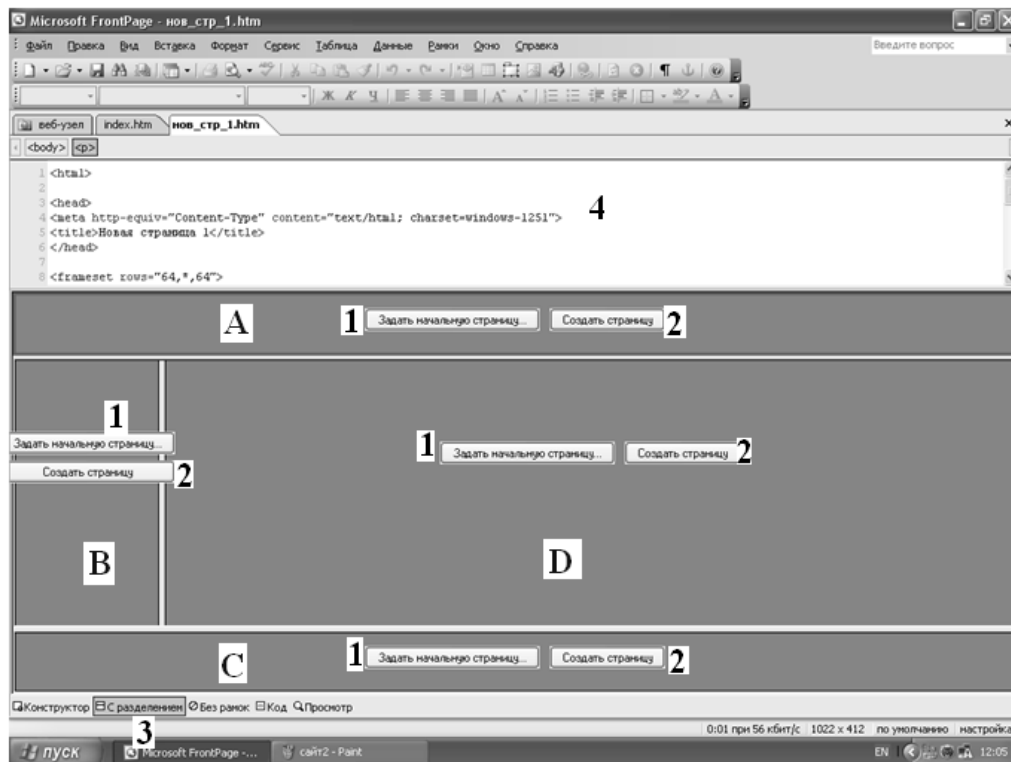 Microsoft FrontPage - нов_стр_1.htm
Файл Правка Вид Вставка Формат Сервис Таблица Данные Рамки Окно Справка Введите вопрос
Ж К Ч
веб-узел index.htm нов_стр_1.htm
<body> <p>
1 <html>
2
3 <head>
4 <meta http-equiv="Content-Type" content="text/html; charset=windows-1251">
4
5 <title>Новая страница 1</title>
6 </head>
7
8 <frameset rows="64,*,64">
A 1 Задать начальную страницу... Создать страницу 2
1
Задать начальную страницу...
Создать страницу 2
B
1 Задать начальную страницу... Создать страницу 2
D
C 1 Задать начальную страницу... Создать страницу 2
Конструктор С разделением Без рамок Код Просмотр
0:01 при 56 кбит/с 1022 x 412 по умолчанию настройка
3
пуск Microsoft FrontPage -... сайт2 - Paint EN 12:05